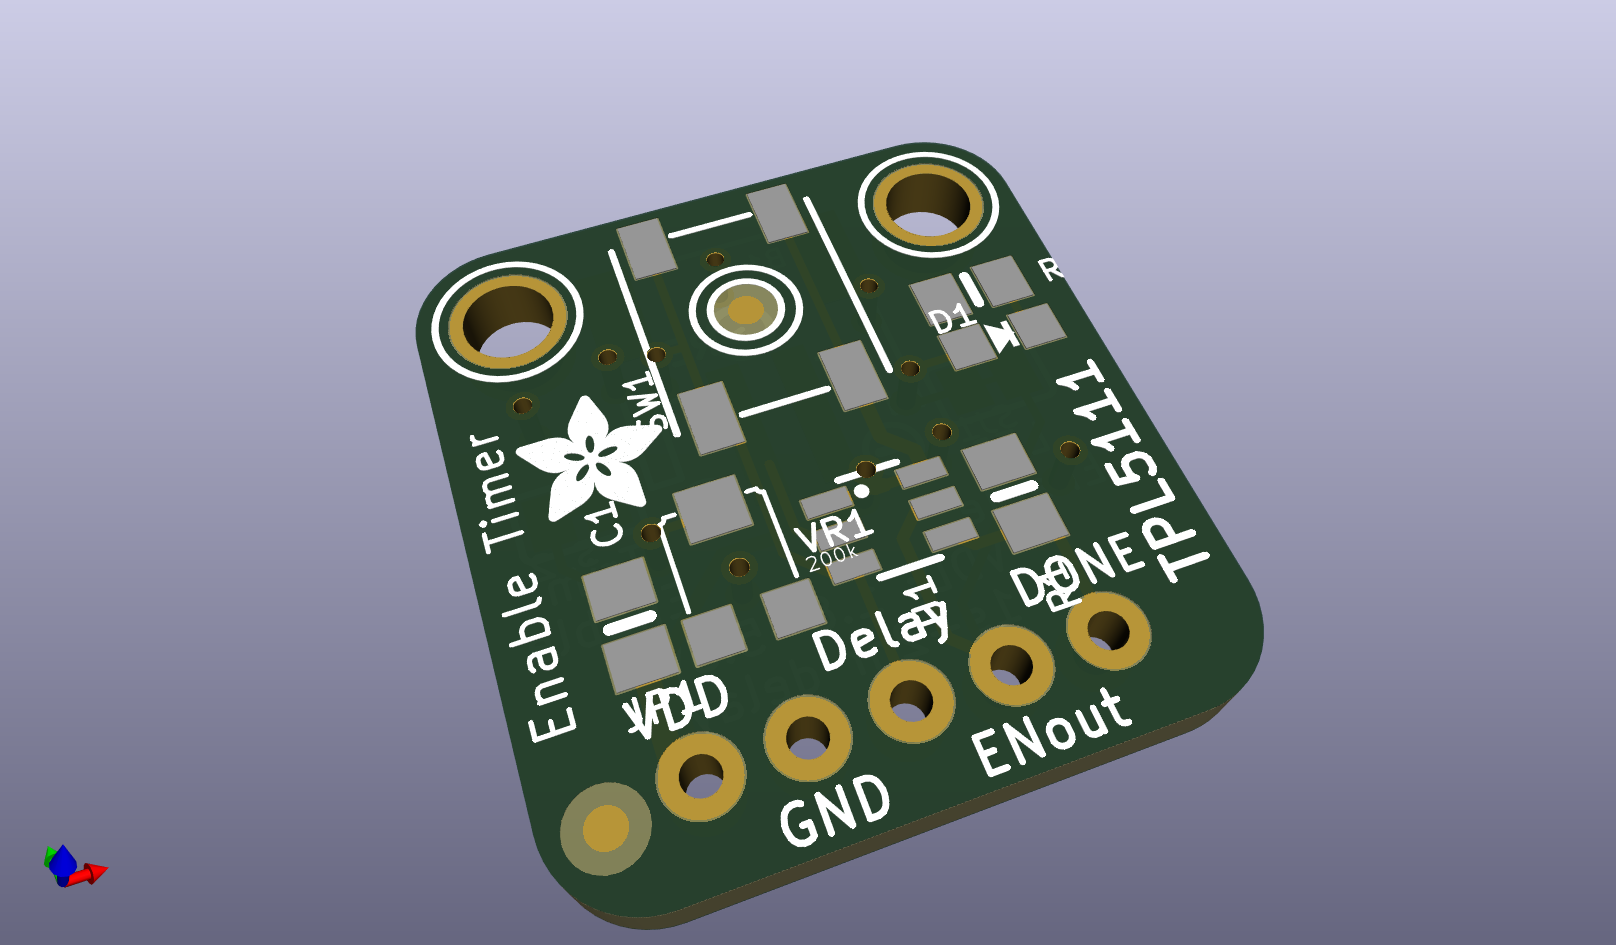 R
D1
TPL5111
SW1
Enable Timer
C1
VR1
200k
DONE
Delay
VDD
ENout
GND